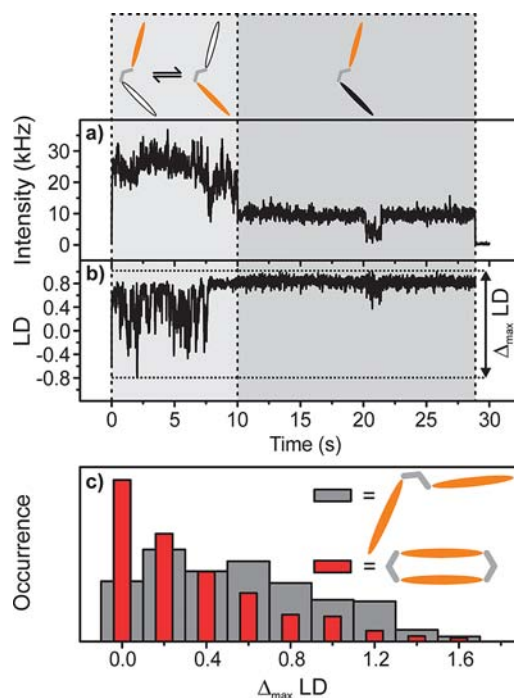 a)
Intensity (kHz)
30
20
10
0
b)
LD
0.8
0.4
0.0
-0.4
-0.8
Δmax LD
0 5 10 15 20 25 30
Time (s)
c)
Occurrence
=
=
0.0 0.4 0.8 1.2 1.6
Δmax LD